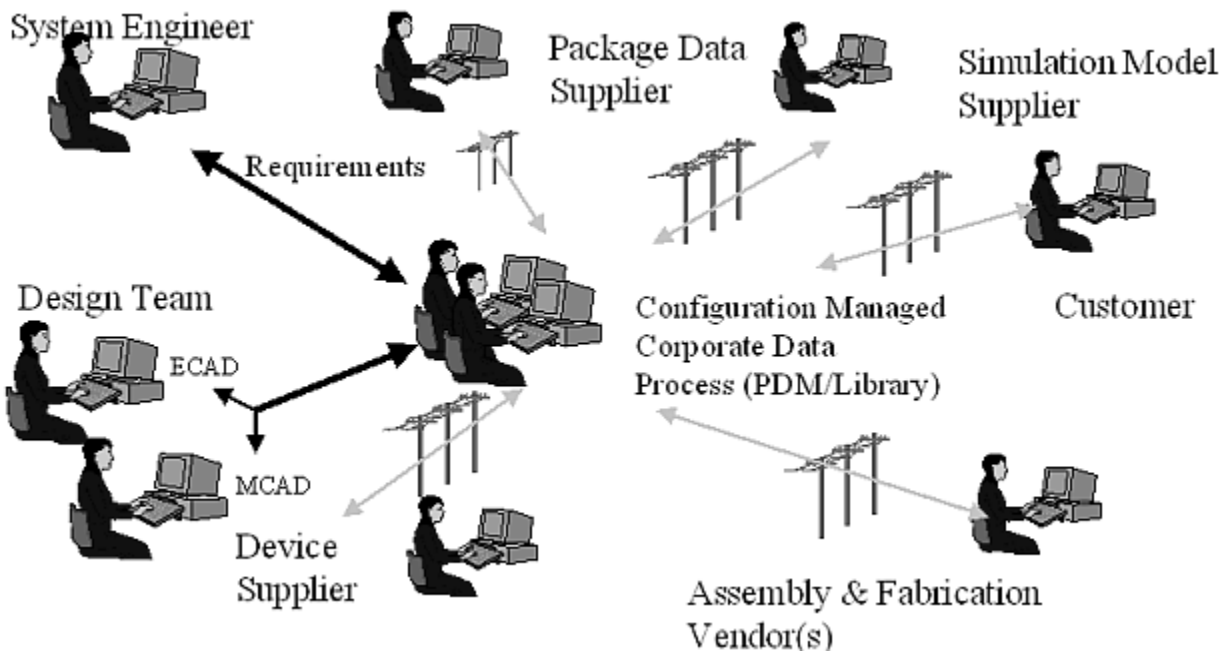 System Engineer
Package Data
Supplier
Simulation Model
Supplier
Requirements
Design Team
ECAD
MCAD
Configuration Managed
Corporate Data
Process (PDM/Library)
Customer
Device
Supplier
Assembly & Fabrication
Vendor(s)